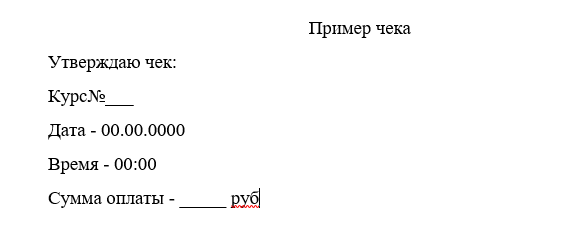 Пример чека
Утверждаю чек:
Курс№___
Дата - 00.00.0000
Время - 00:00
Сумма оплаты - _____ руб